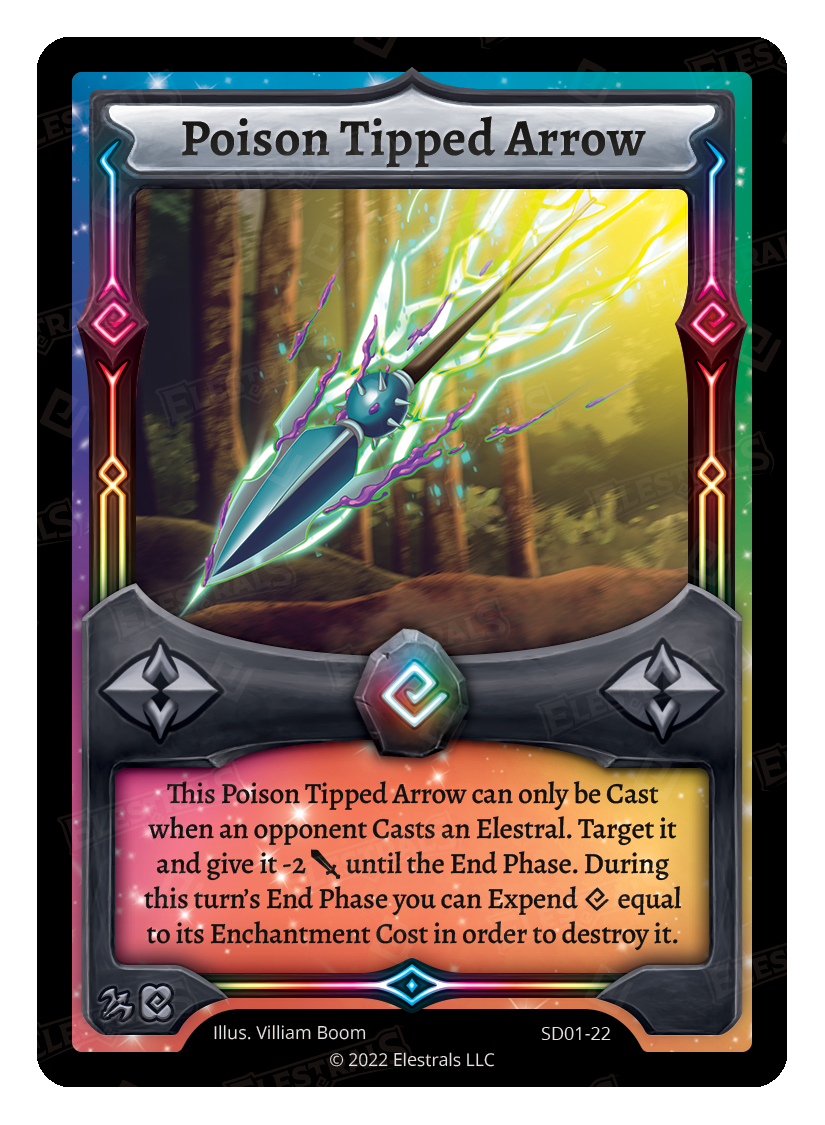 Poison Tipped Arrow
This Poison Tipped Arrow can only be Cast
when an opponent Casts an Elestral. Target it
and give it -2 until the End Phase. During
this turn's End Phase you can Expend equal
to its Enchantment Cost in order to destroy it.
Illus. Villiam Boom
SD01-22
© 2022 Elestrals LLC